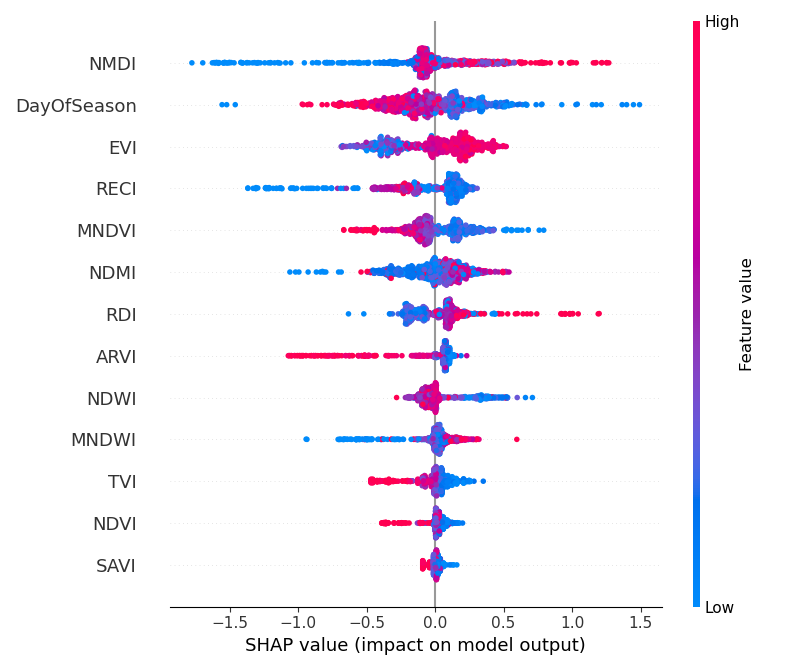 High
NMDI
DayOfSeason
EVI
RECI
MNDVI
NDMI
RDI
ARVI
NDWI
MNDWI
TVI
NDVI
SAVI
Feature value
Low
−1.5 −1.0 −0.5 0.0 0.5 1.0 1.5
SHAP value (impact on model output)